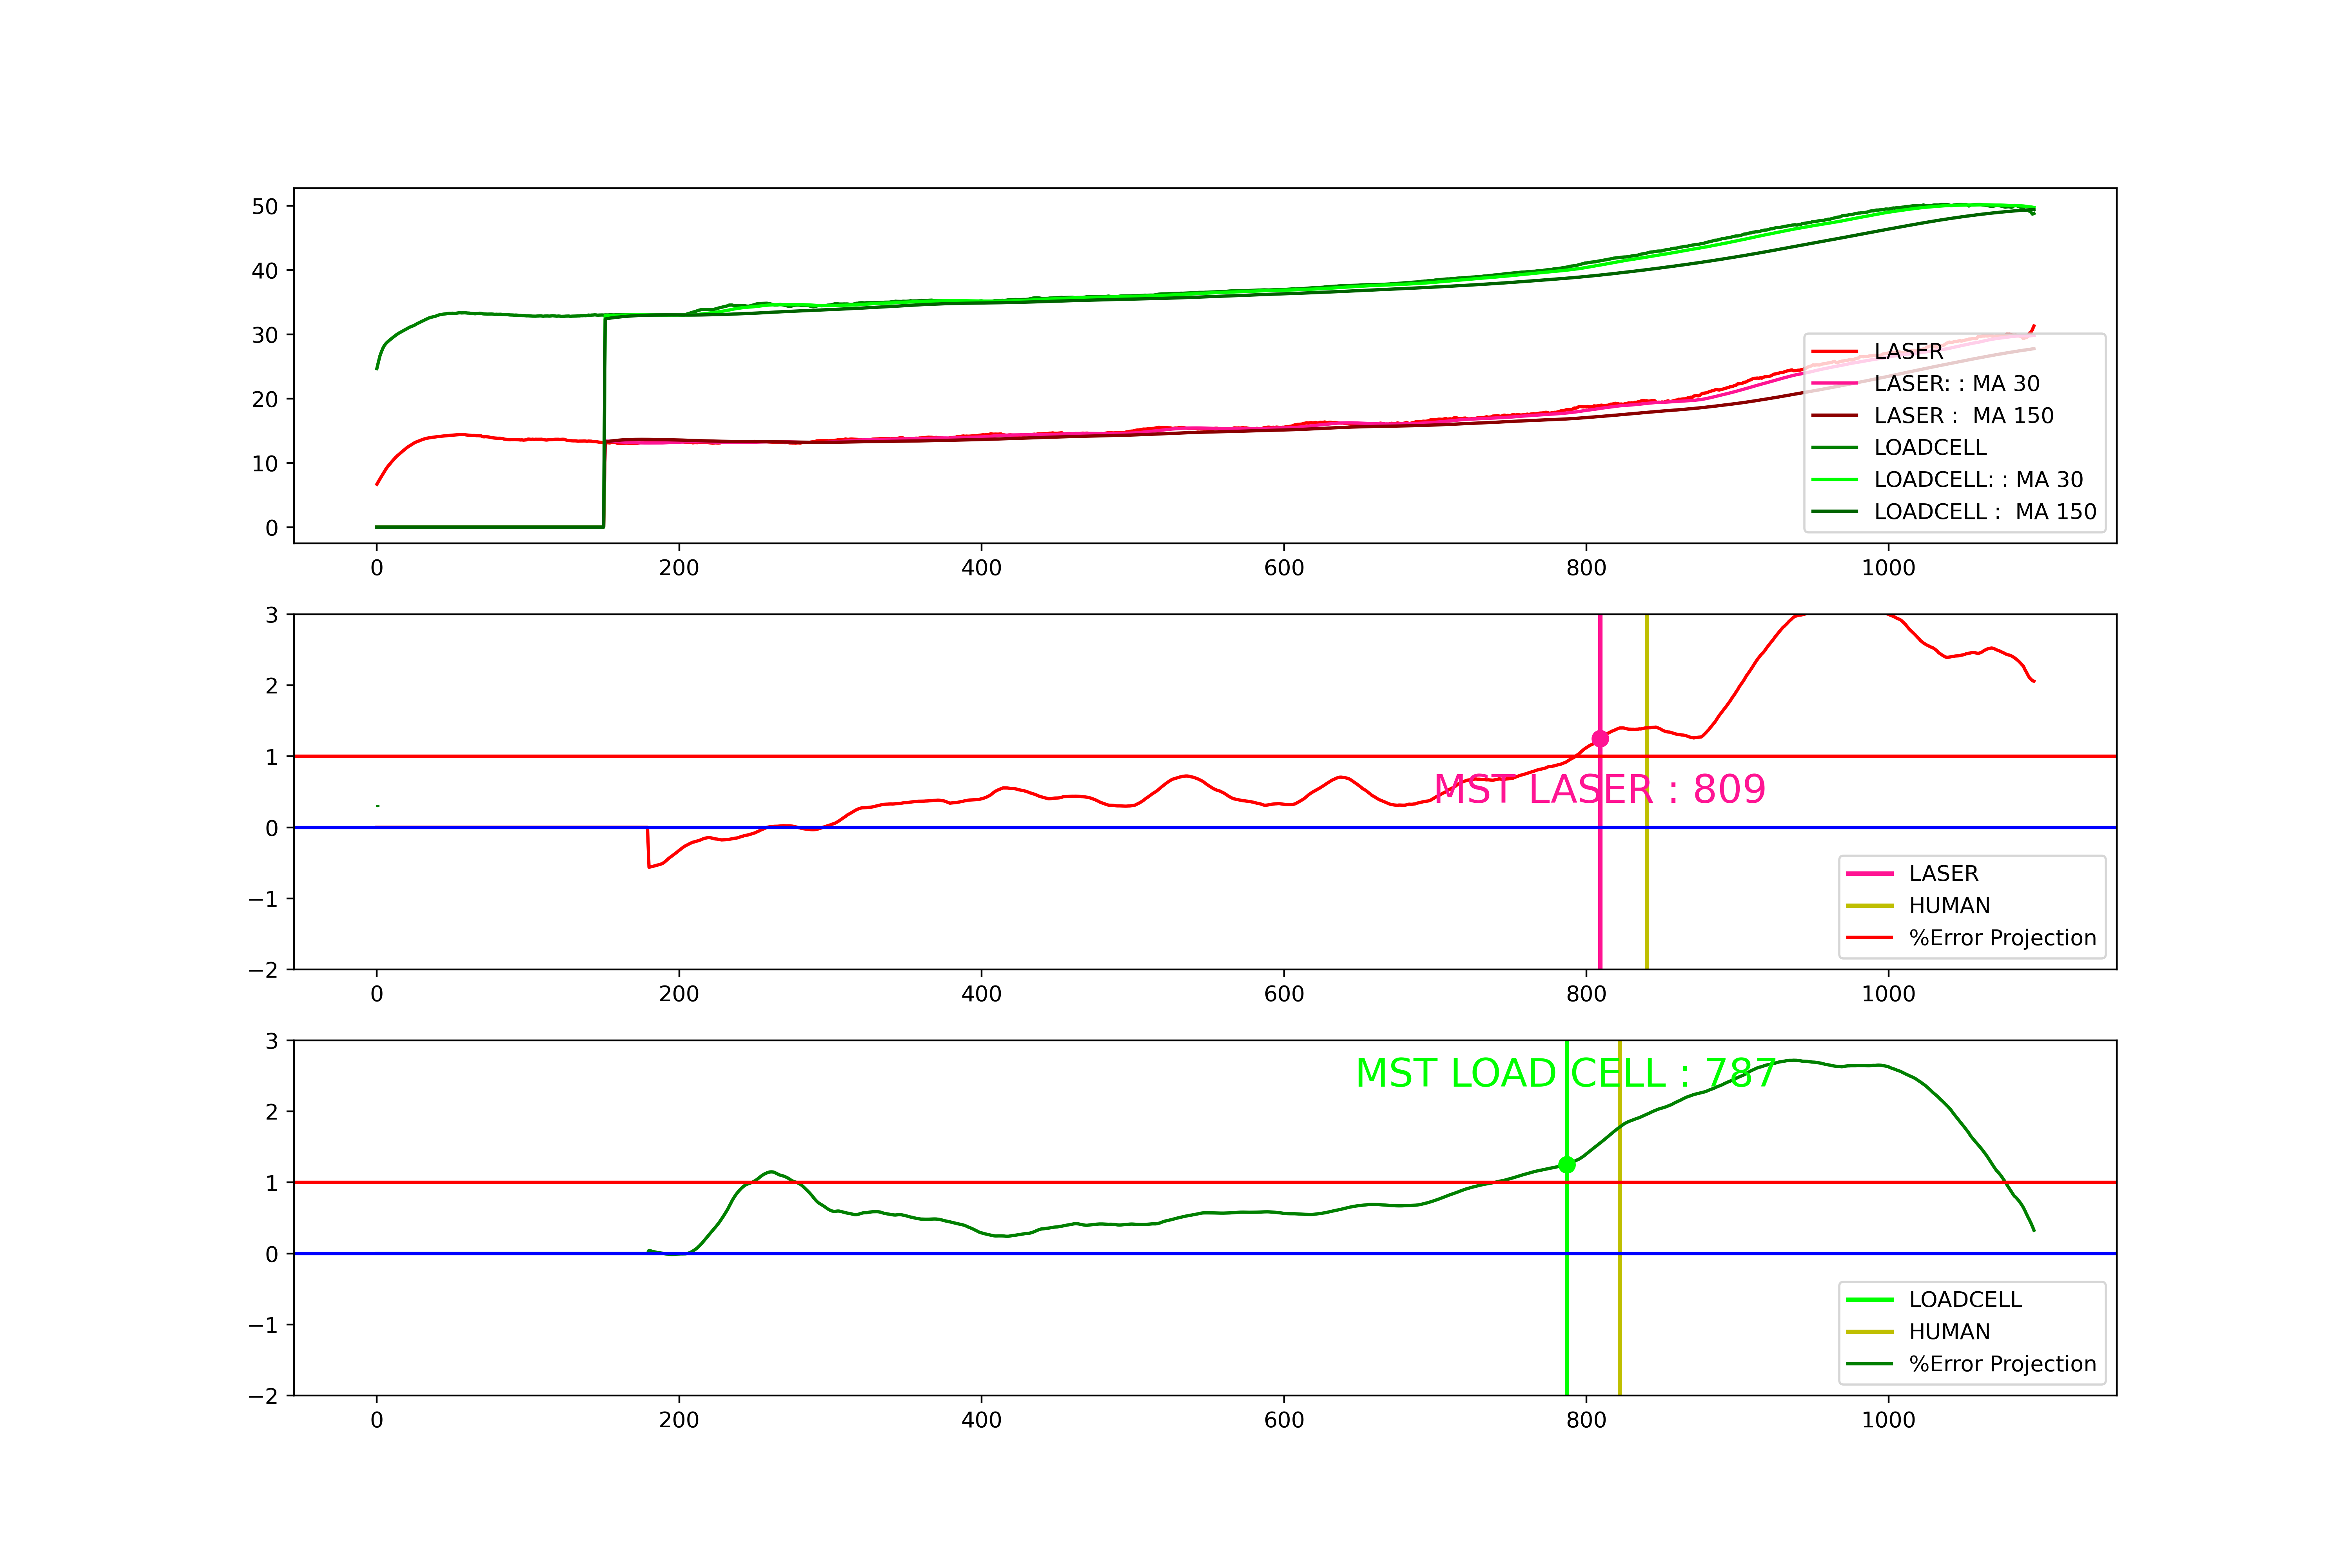 50
40
30
20
10
0
LASER
LASER: : MA 30
LASER :  MA 150
LOADCELL
LOADCELL: : MA 30
LOADCELL :  MA 150
0 200 400 600 800 1000
3
2
1
0
−1
−2
MST LASER : 809
LASER
HUMAN
%Error Projection
0 200 400 600 800 1000
3
2
1
0
−1
−2
MST LOAD CELL : 787
LOADCELL
HUMAN
%Error Projection
0 200 400 600 800 1000